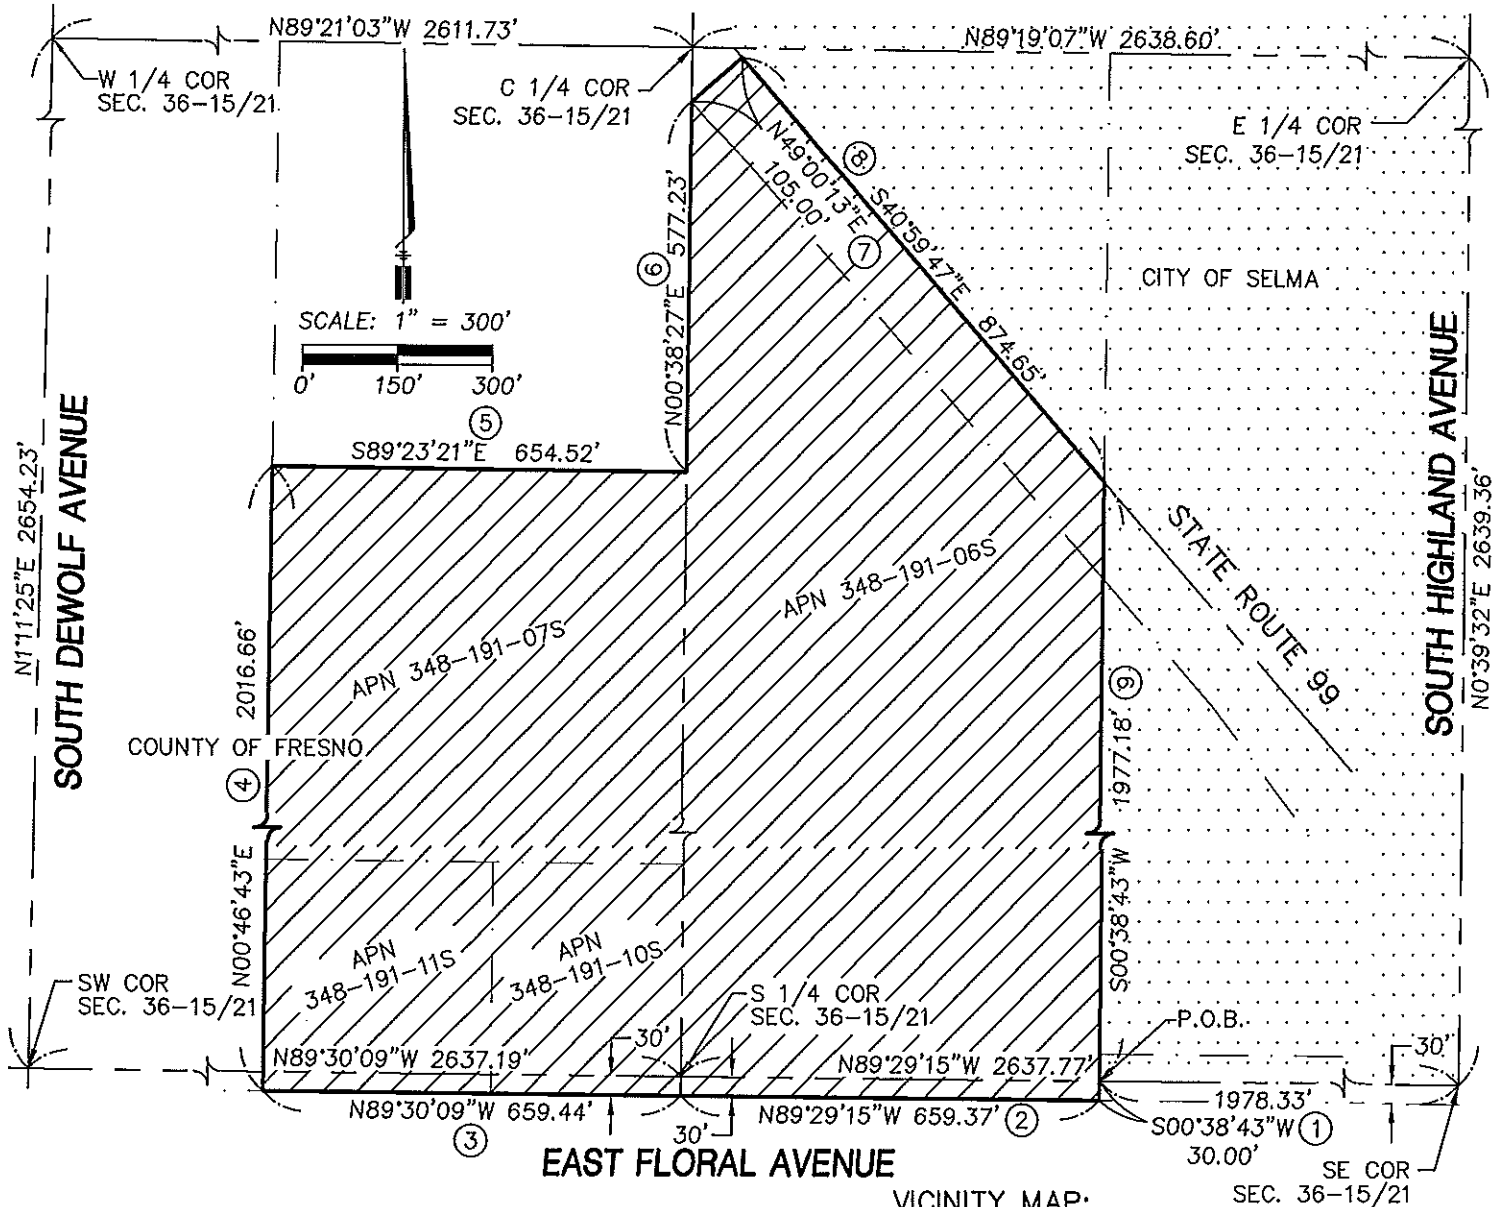 N89°21'03"W 2611.73'
N89°19'07"W 2638.60'
W 1/4 COR
SEC. 36-15/21
C 1/4 COR
SEC. 36-15/21
E 1/4 COR
SEC. 36-15/21
N49°00'13"E
105.00'
7
8
S40°59'47"E 874.65'
6
N00°38'27"E 577.23'
CITY OF SELMA
SCALE: 1" = 300'
0' 150' 300'
5
S89°23'21"E 654.52'
N1°11'25"E 2654.23'
SOUTH DEWOLF AVENUE
SOUTH HIGHLAND AVENUE
N0°39'32"E 2639.36'
STATE ROUTE 99
APN 348-191-06S
APN 348-191-07S
COUNTY OF FRESNO
4
N00°46'43"E 2016.66'
9
S00°38'43"W 1977.18'
APN
348-191-11S
APN
348-191-10S
SW COR
SEC. 36-15/21
S 1/4 COR
SEC. 36-15/21
P.O.B.
30'
30'
N89°30'09"W 2637.19'
N89°29'15"W 2637.77'
N89°30'09"W 659.44'
3
30'
N89°29'15"W 659.37' 2
1978.33'
S00°38'43"W 1
30.00'
EAST FLORAL AVENUE
SE COR
SEC. 36-15/21
VICINITY MAP: